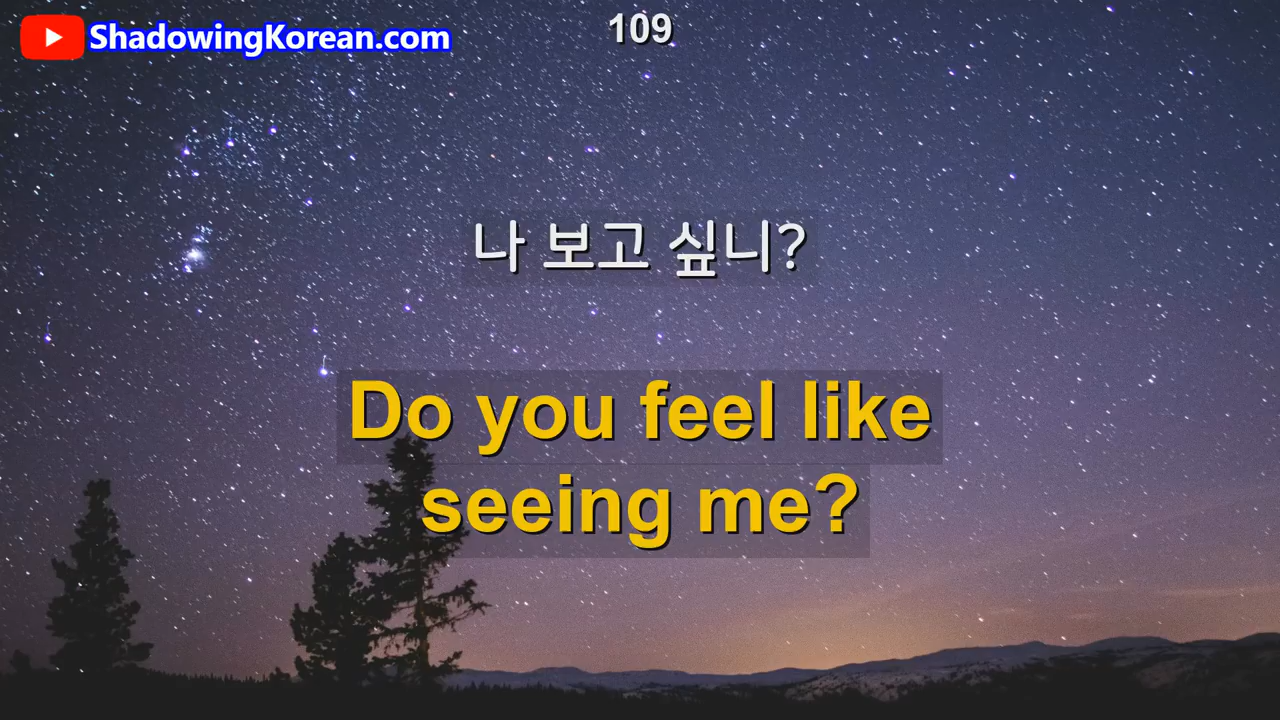 ShadowingKorean.com
109
나 보고 싶니?
Do you feel like
seeing me?